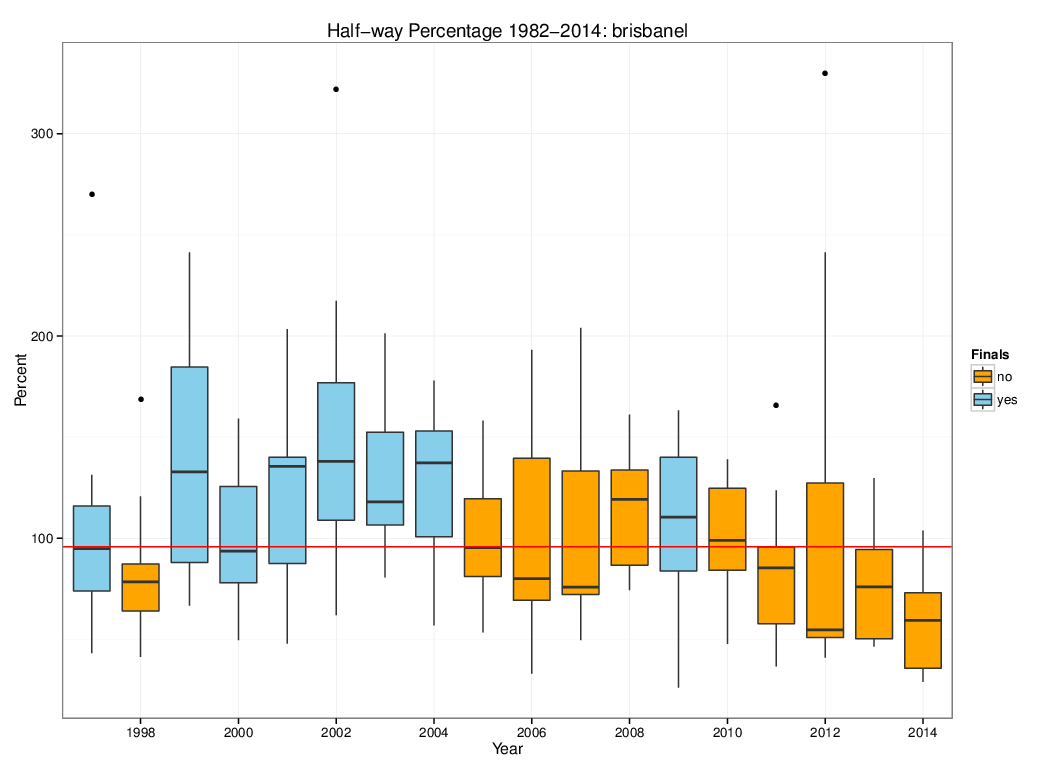 Half−way Percentage 1982−2014: brisbanel
300
200
100
Percent
1998 2000 2002 2004 2006 2008 2010 2012 2014
Year
Finals
no
yes